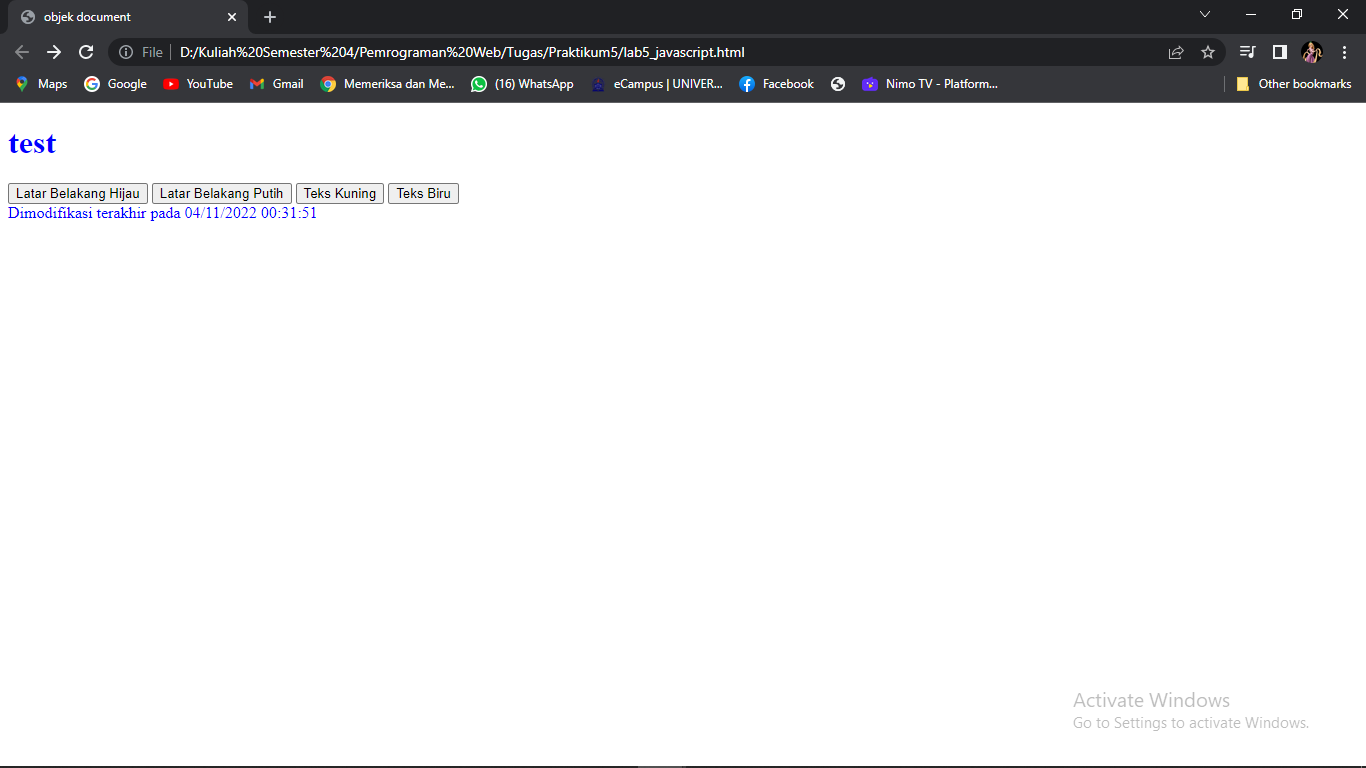 objek document
File D:/Kuliah%20Semester%204/Pemrograman%20Web/Tugas/Praktikum5/lab5_javascript.html
Maps Google YouTube Gmail Memeriksa dan Me... (16) WhatsApp eCampus | UNIVER... Facebook Nimo TV - Platform... Other bookmarks
test
Latar Belakang Hijau Latar Belakang Putih Teks Kuning Teks Biru
Dimodifikasi terakhir pada 04/11/2022 00:31:51
Activate Windows
Go to Settings to activate Windows.